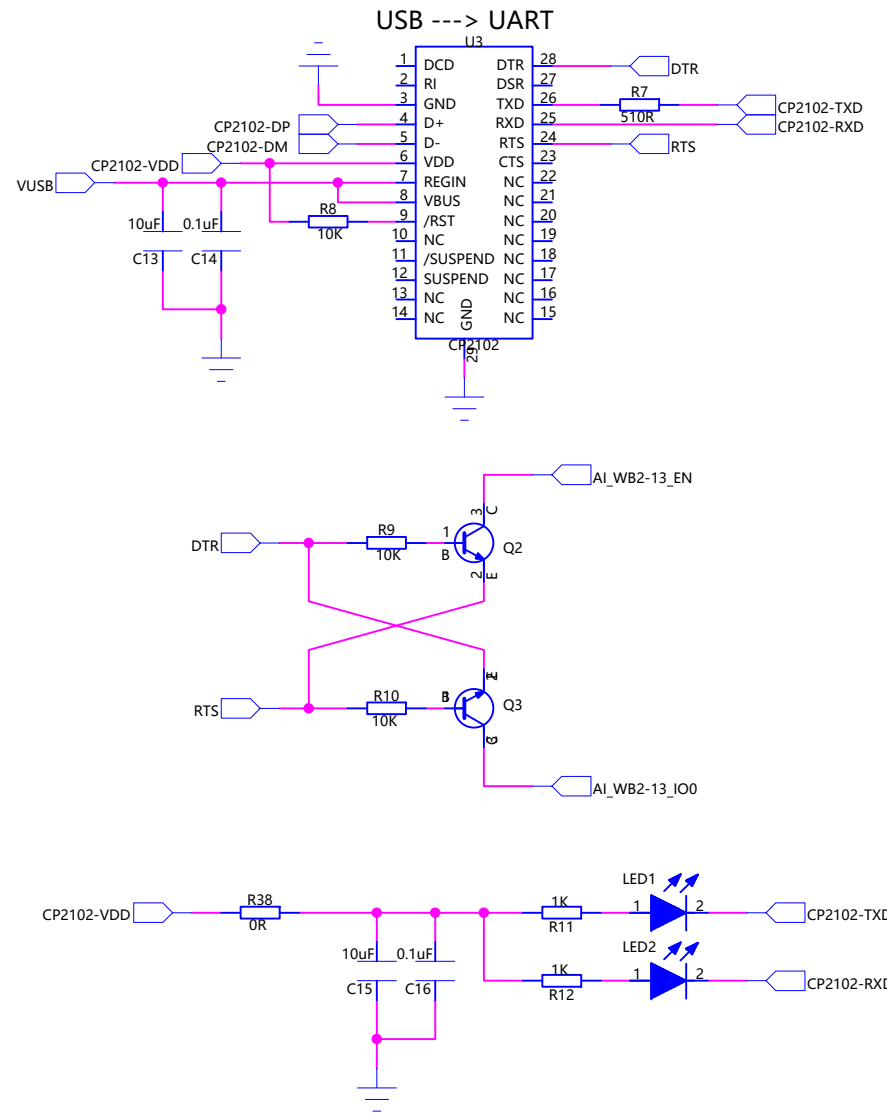 USB ---> UART
U3
1 DCD DTR 28 DTR
2 RI DSR 27
3 GND TXD 26 R7 510R CP2102-TXD
CP2102-DP 4 D+ RXD 25 CP2102-RXD
CP2102-DM 5 D- RTS 24 RTS
CP2102-VDD 6 VDD CTS 23
VUSB 7 REGIN NC 22
8 VBUS NC 21
R8 10K 9 /RST NC 20
10 NC NC 19
11 /SUSPEND NC 18
12 SUSPEND NC 17
13 NC NC 16
14 NC NC 15
10uF 0.1uF
C13 C14
GND
CP2102
29
AI_WB2-13_EN
3 C
DTR R9 10K 1 B Q2
2 E
RTS R10 10K Q3
AI_WB2-13_IO0
LED1
CP2102-VDD R38 0R 1K R11 1 2 CP2102-TXD
LED2
10uF 0.1uF 1K R12 1 2 CP2102-RXD
C15 C16